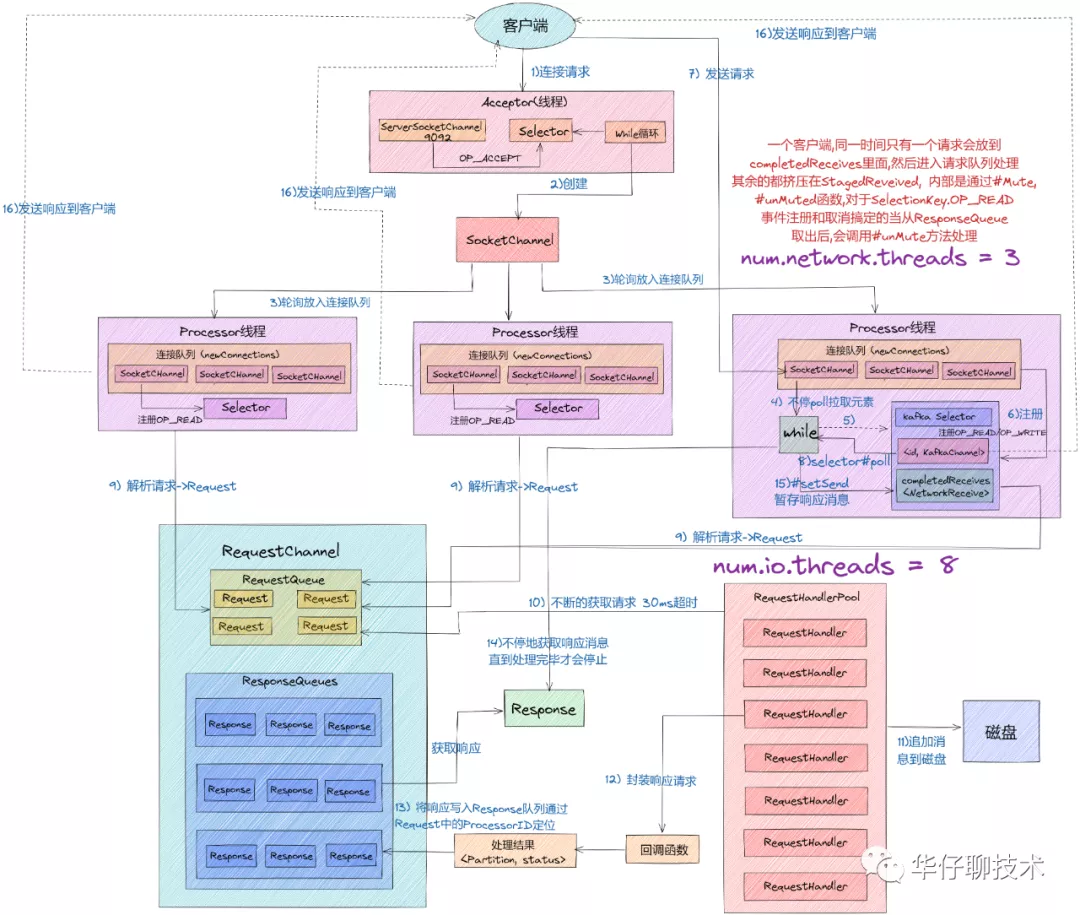 客户端
16)发送响应到客户端
1)连接请求
7) 发送请求
Acceptor(线程)
ServerSocketChannel
9092
Selector
While循环
OP_ACCEPT
一个客户端,同一时间只有一个请求会放到
completedReceives里面,然后进入请求队列处理
其余的都挤压在StagedReveived, 内部是通过#Mute,
#unMuted函数,对于SelectionKey.OP_READ
事件注册和取消搞定的当从ResponseQueue
取出后,会调用#unMute方法处理
num.network.threads = 3
2)创建
16)发送响应到客户端
16)发送响应到客户端
SocketChannel
3)轮询放入连接队列
3)轮询放入连接队列
Processor线程
连接队列 (newConnections)
SocketCHannel
SocketCHannel
SocketCHannel
Selector
注册OP_READ
Processor线程
连接队列 (newConnections)
SocketCHannel
SocketCHannel
SocketCHannel
Selector
注册OP_READ
Processor线程
连接队列 (newConnections)
SocketCHannel
SocketCHannel
SocketCHannel
4) 不停poll拉取元素
5)
while
kafka Selector
6)注册
注册OP_READ/OP_WRITE
<id, KafkaChannel>
8)selector#poll
15)#setSend
暂存响应消息
completedReceives
<NetworkReceive>
9) 解析请求->Request
9) 解析请求->Request
9) 解析请求->Request
RequestChannel
RequestQueue
Request
Request
Request
Request
num.io.threads = 8
10) 不断的获取请求 30ms超时
RequestHandlerPool
RequestHandler
RequestHandler
RequestHandler
RequestHandler
RequestHandler
RequestHandler
RequestHandler
14)不停地获取响应消息
直到处理完毕才会停止
ResponseQueues
Response
Response
Response
Response
Response
Response
Response
Response
Response
Response
获取响应
11)追加消
息到磁盘
磁盘
12) 封装响应请求
13) 将响应写入Response队列通过
Request中的ProcessorID定位
处理结果
<Partition, status>
回调函数
华仔聊技术